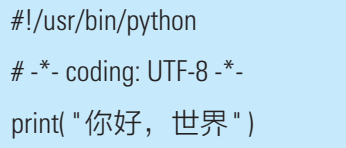 #!/usr/bin/python
# -*- coding: UTF-8 -*-
print( "你好，世界" )